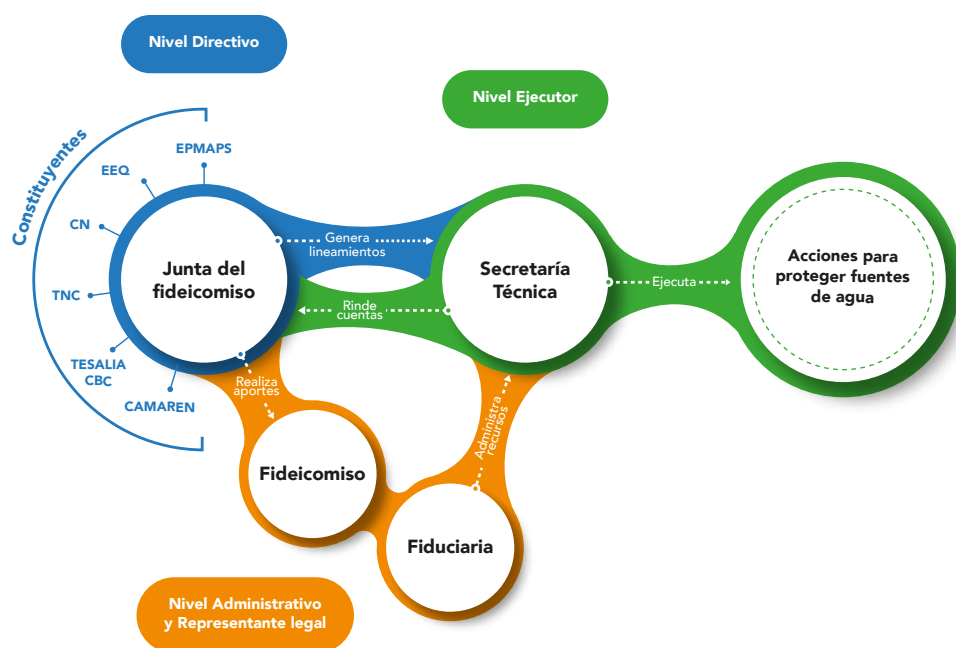 Nivel Directivo
Nivel Ejecutor
Constituyentes
EPMAPS
EEQ
CN
TNC
TESALIA
CBC
CAMAREN
Junta del
fideicomiso
Genera
lineamientos
Rinde
cuentas
Secretaría
Técnica
Ejecuta
Acciones para
proteger fuentes
de agua
Realiza
aportes
Administra
recursos
Fideicomiso
Fiduciaria
Nivel Administrativo
y Representante legal